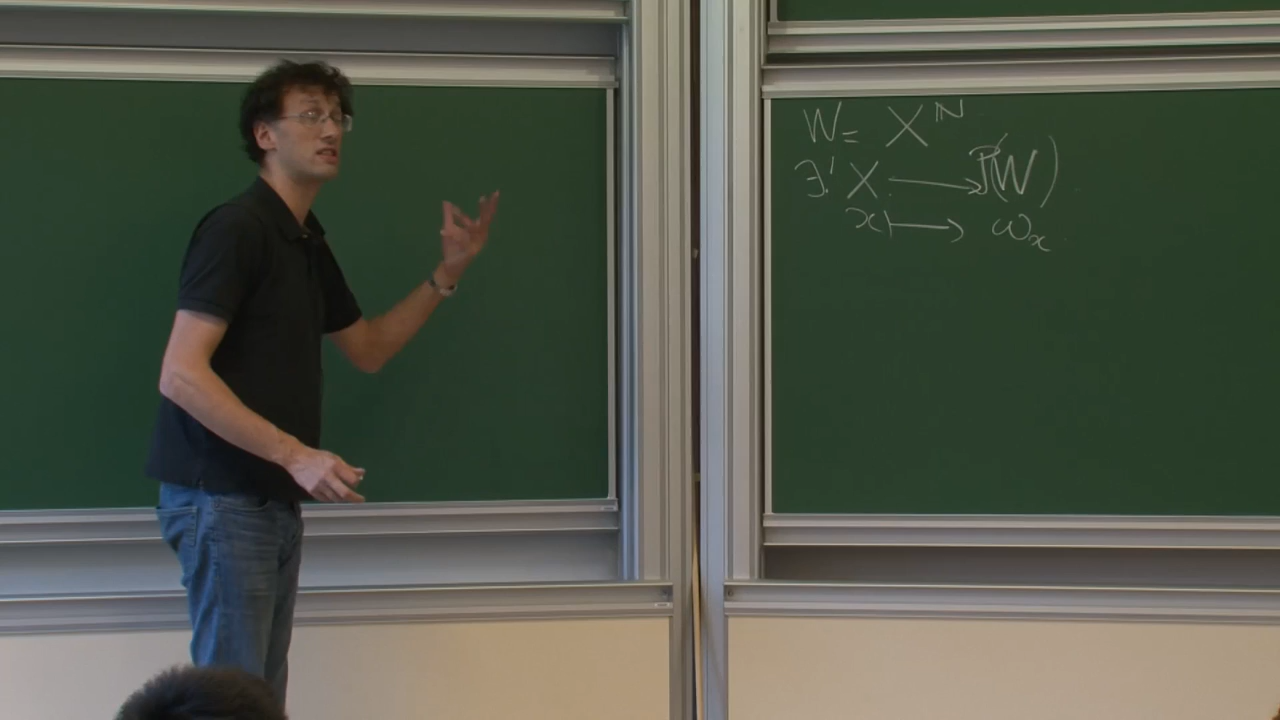 W = X^ℕ
∃! X ⟶ P(W)
x ⟼ ω_x